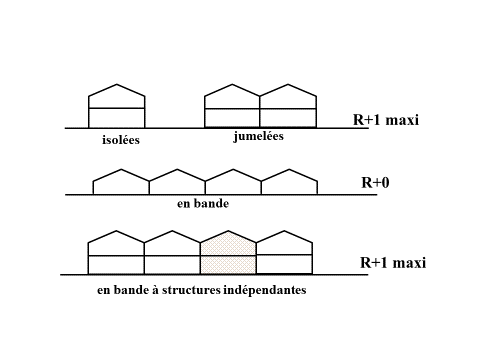 R+1 maxi
isolées
jumelées
R+0
en bande
R+1 maxi
en bande à structures indépendantes